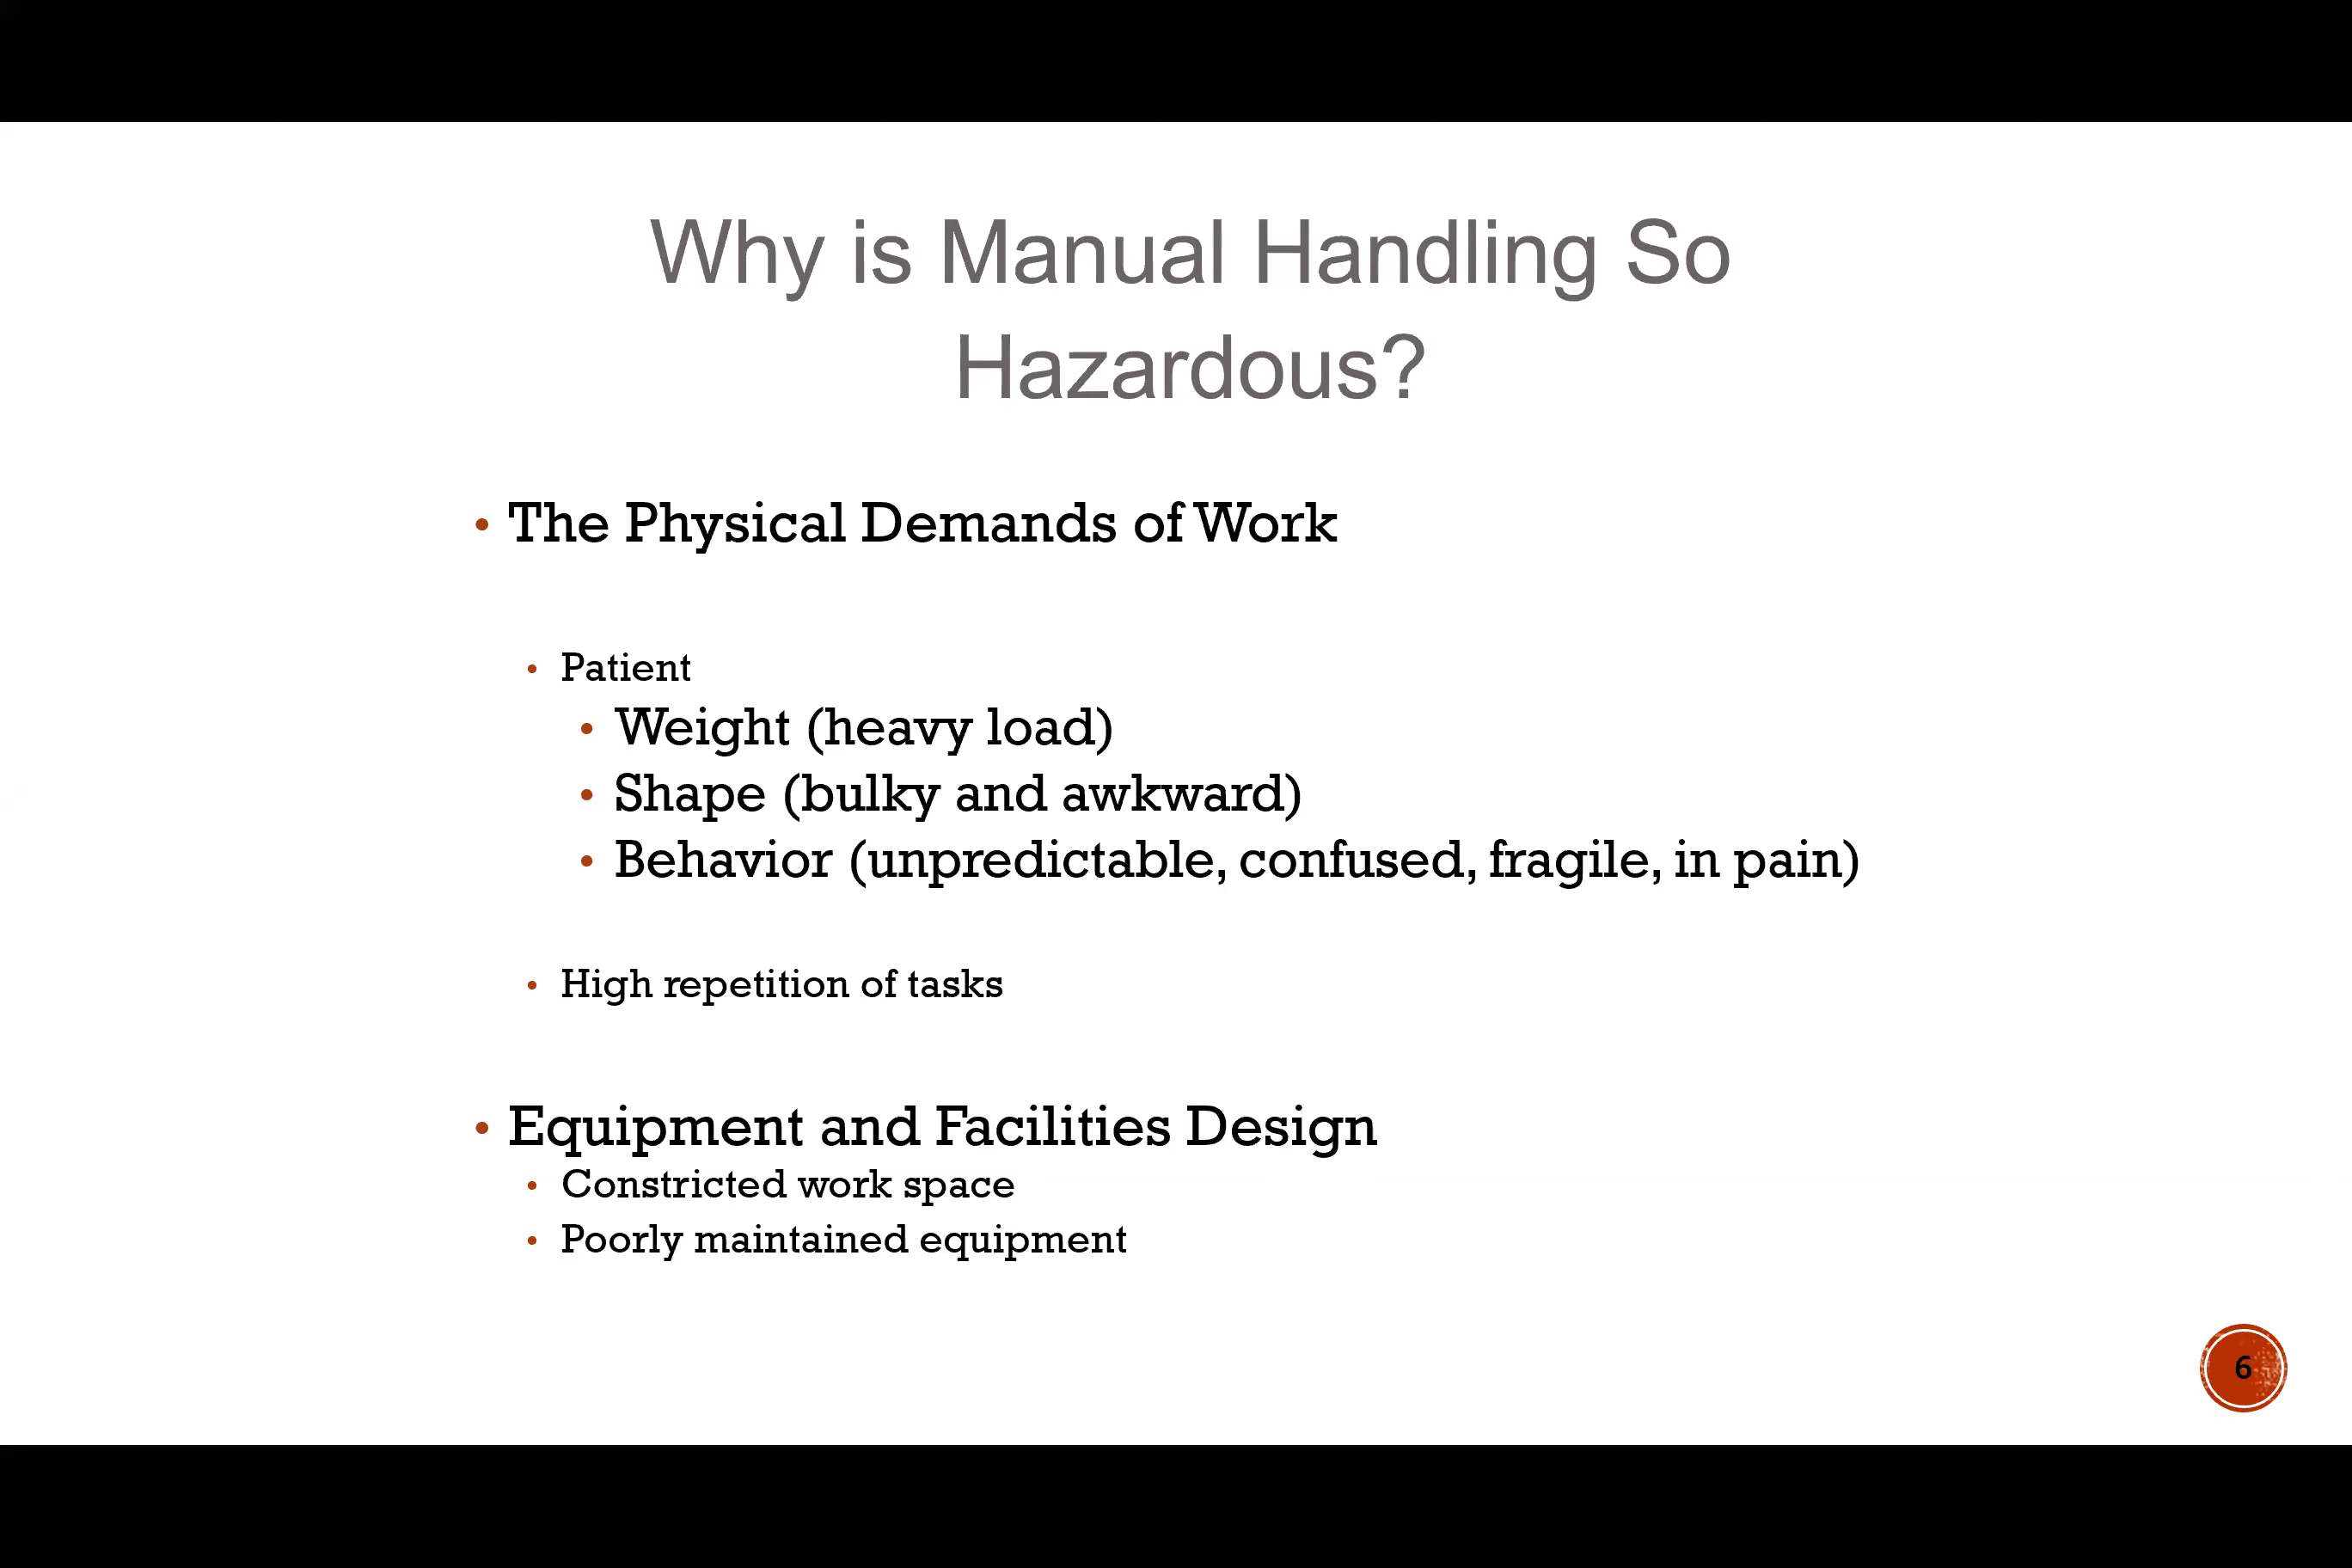 Why is Manual Handling So
Hazardous?
• The Physical Demands of Work
• Patient
• Weight (heavy load)
• Shape (bulky and awkward)
• Behavior (unpredictable, confused, fragile, in pain)
• High repetition of tasks
• Equipment and Facilities Design
• Constricted work space
• Poorly maintained equipment
6